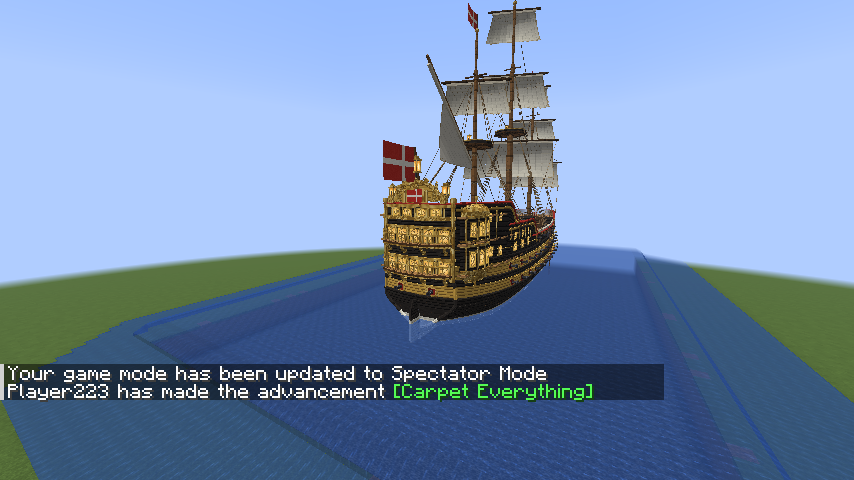 Your game mode has been updated to Spectator Mode
Player223 has made the advancement [Carpet Everything]